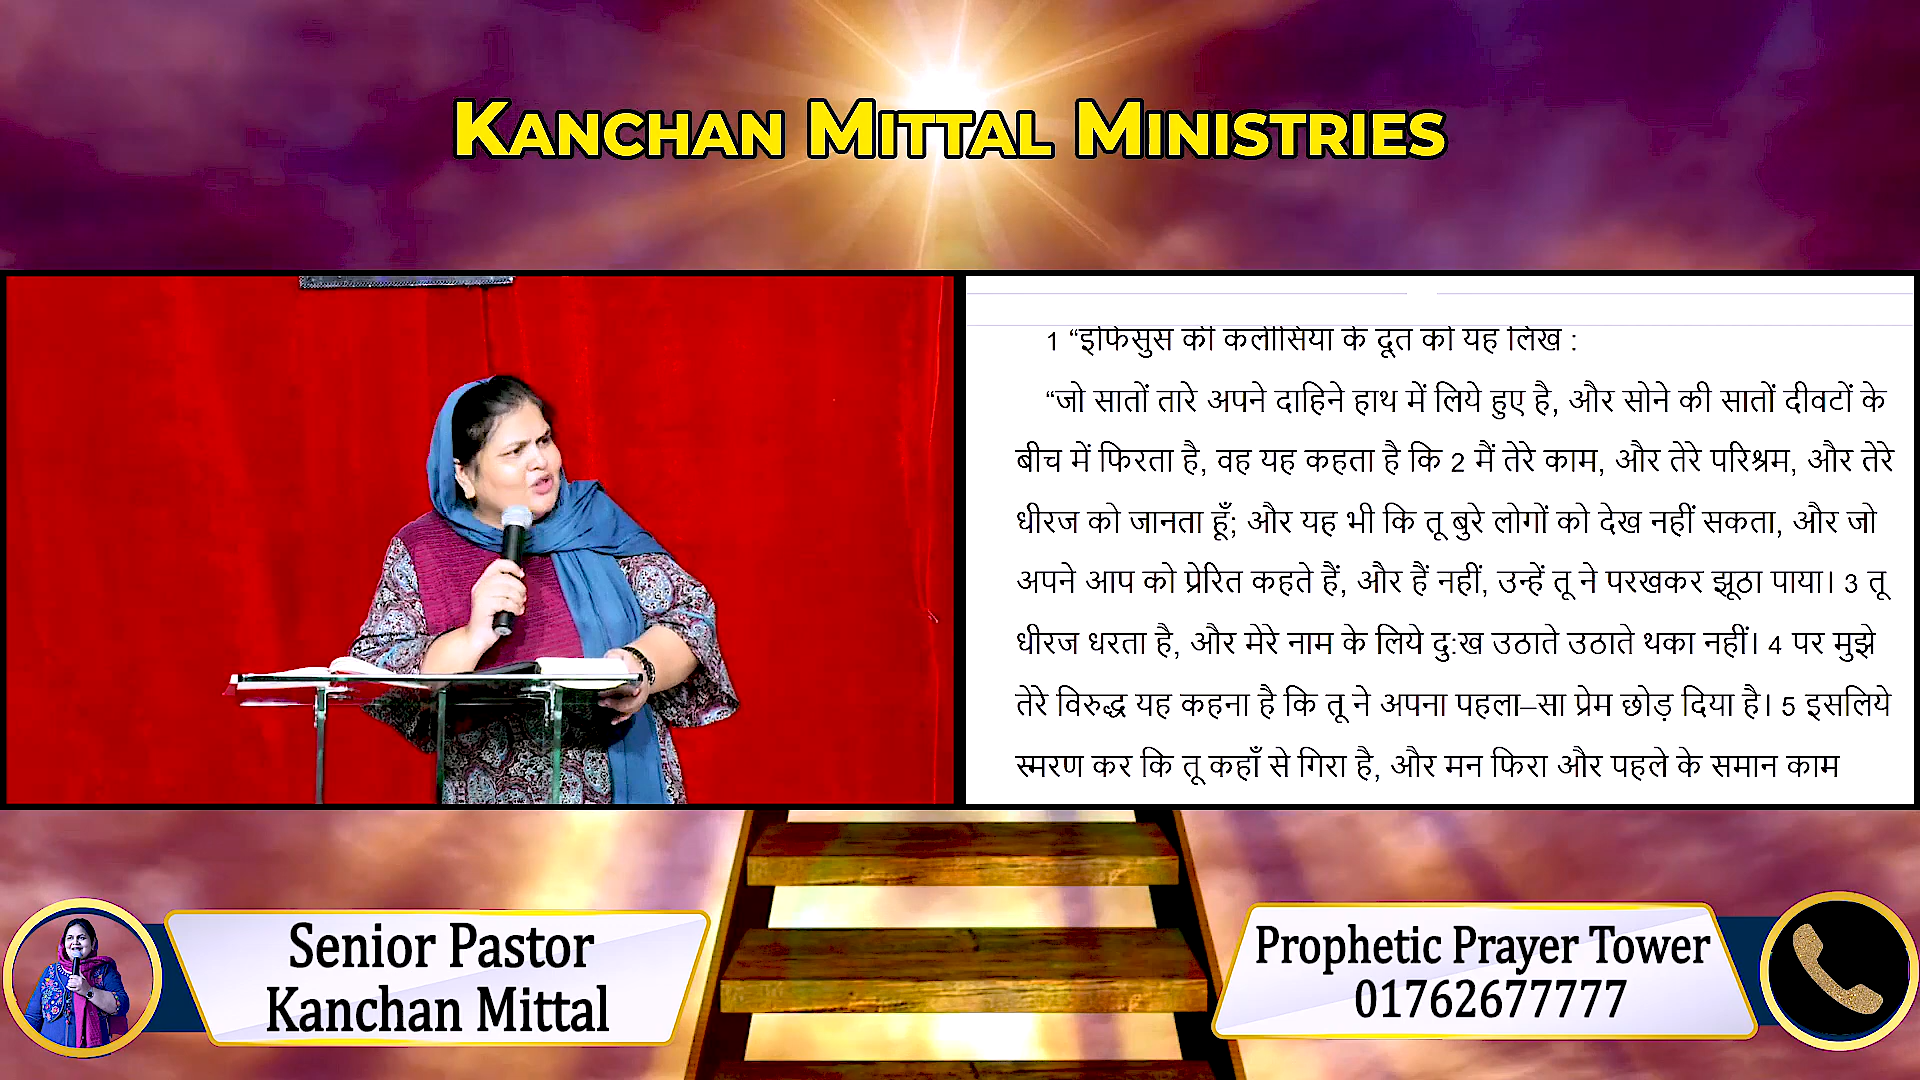 KANCHAN MITTAL MINISTRIES
1 “इफिसुस की कलीसिया के दूत को यह लिख :
“जो सातों तारे अपने दाहिने हाथ में लिये हुए है, और सोने की सातों दीवटों के
बीच में फिरता है, वह यह कहता है कि 2 मैं तेरे काम, और तेरे परिश्रम, और तेरे
धीरज को जानता हूँ; और यह भी कि तू बुरे लोगों को देख नहीं सकता, और जो
अपने आप को प्रेरित कहते हैं, और हैं नहीं, उन्हें तू ने परखकर झूठा पाया। 3 तू
धीरज धरता है, और मेरे नाम के लिये दुःख उठाते उठाते थका नहीं। 4 पर मुझे
तेरे विरुद्ध यह कहना है कि तू ने अपना पहला–सा प्रेम छोड़ दिया है। 5 इसलिये
स्मरण कर कि तू कहाँ से गिरा है, और मन फिरा और पहले के समान काम
Senior Pastor
Kanchan Mittal
Prophetic Prayer Tower
01762677777